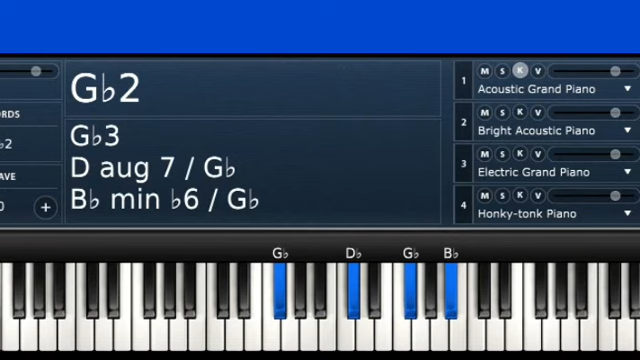 G♭2
G♭3
D aug 7 / G♭
B♭ min ♭6 / G♭
ORDS
♭2
AVE
0 +
1 M S K V
Acoustic Grand Piano
2 M S K V
Bright Acoustic Piano
3 M S K V
Electric Grand Piano
4 M S K V
Honky-tonk Piano
G♭ D♭ G♭ B♭